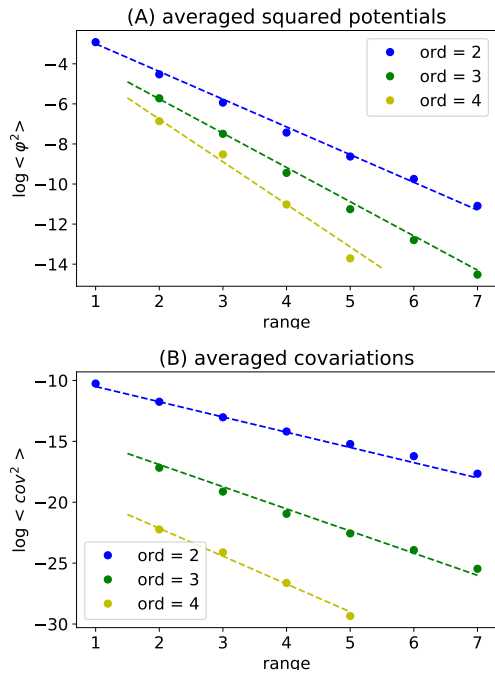 (A) averaged squared potentials
log < φ² >
−4
−6
−8
−10
−12
−14
ord = 2
ord = 3
ord = 4
1 2 3 4 5 6 7
range
(B) averaged covariations
log < cov² >
−10
−15
−20
−25
−30
ord = 2
ord = 3
ord = 4
1 2 3 4 5 6 7
range